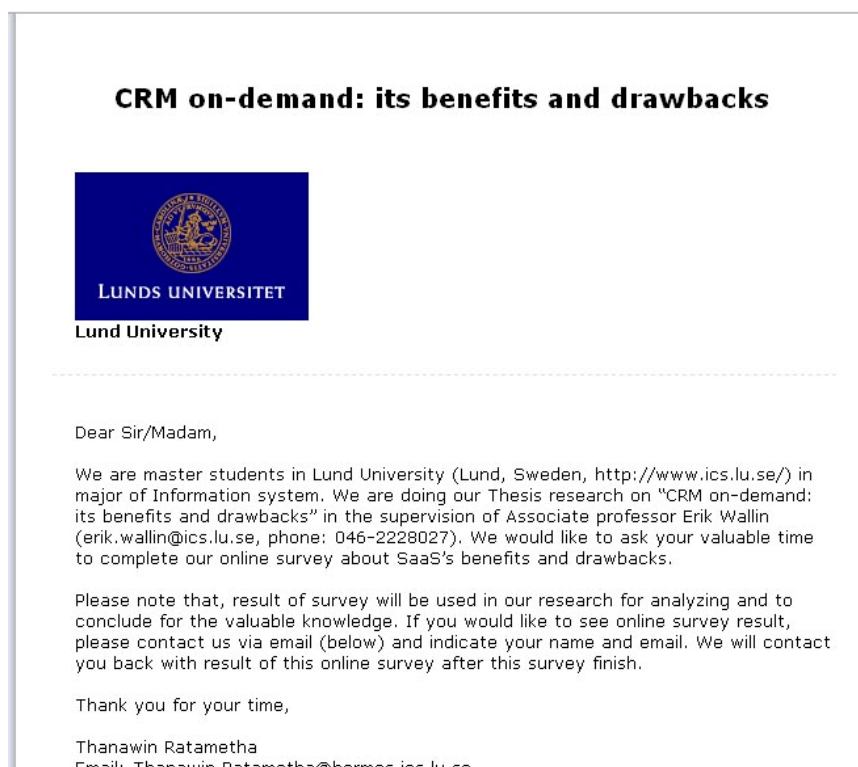 CRM on-demand: its benefits and drawbacks
LUNDS UNIVERSITET
Lund University
Dear Sir/Madam,
We are master students in Lund University (Lund, Sweden, http://www.ics.lu.se/) in
major of Information system. We are doing our Thesis research on “CRM on-demand:
its benefits and drawbacks” in the supervision of Associate professor Erik Wallin
(erik.wallin@ics.lu.se, phone: 046-2228027). We would like to ask your valuable time
to complete our online survey about SaaS’s benefits and drawbacks.
Please note that, result of survey will be used in our research for analyzing and to
conclude for the valuable knowledge. If you would like to see online survey result,
please contact us via email (below) and indicate your name and email. We will contact
you back with result of this online survey after this survey finish.
Thank you for your time,
Thanawin Ratametha
Email: Thanawin.Ratametha@hermes.ics.lu.se